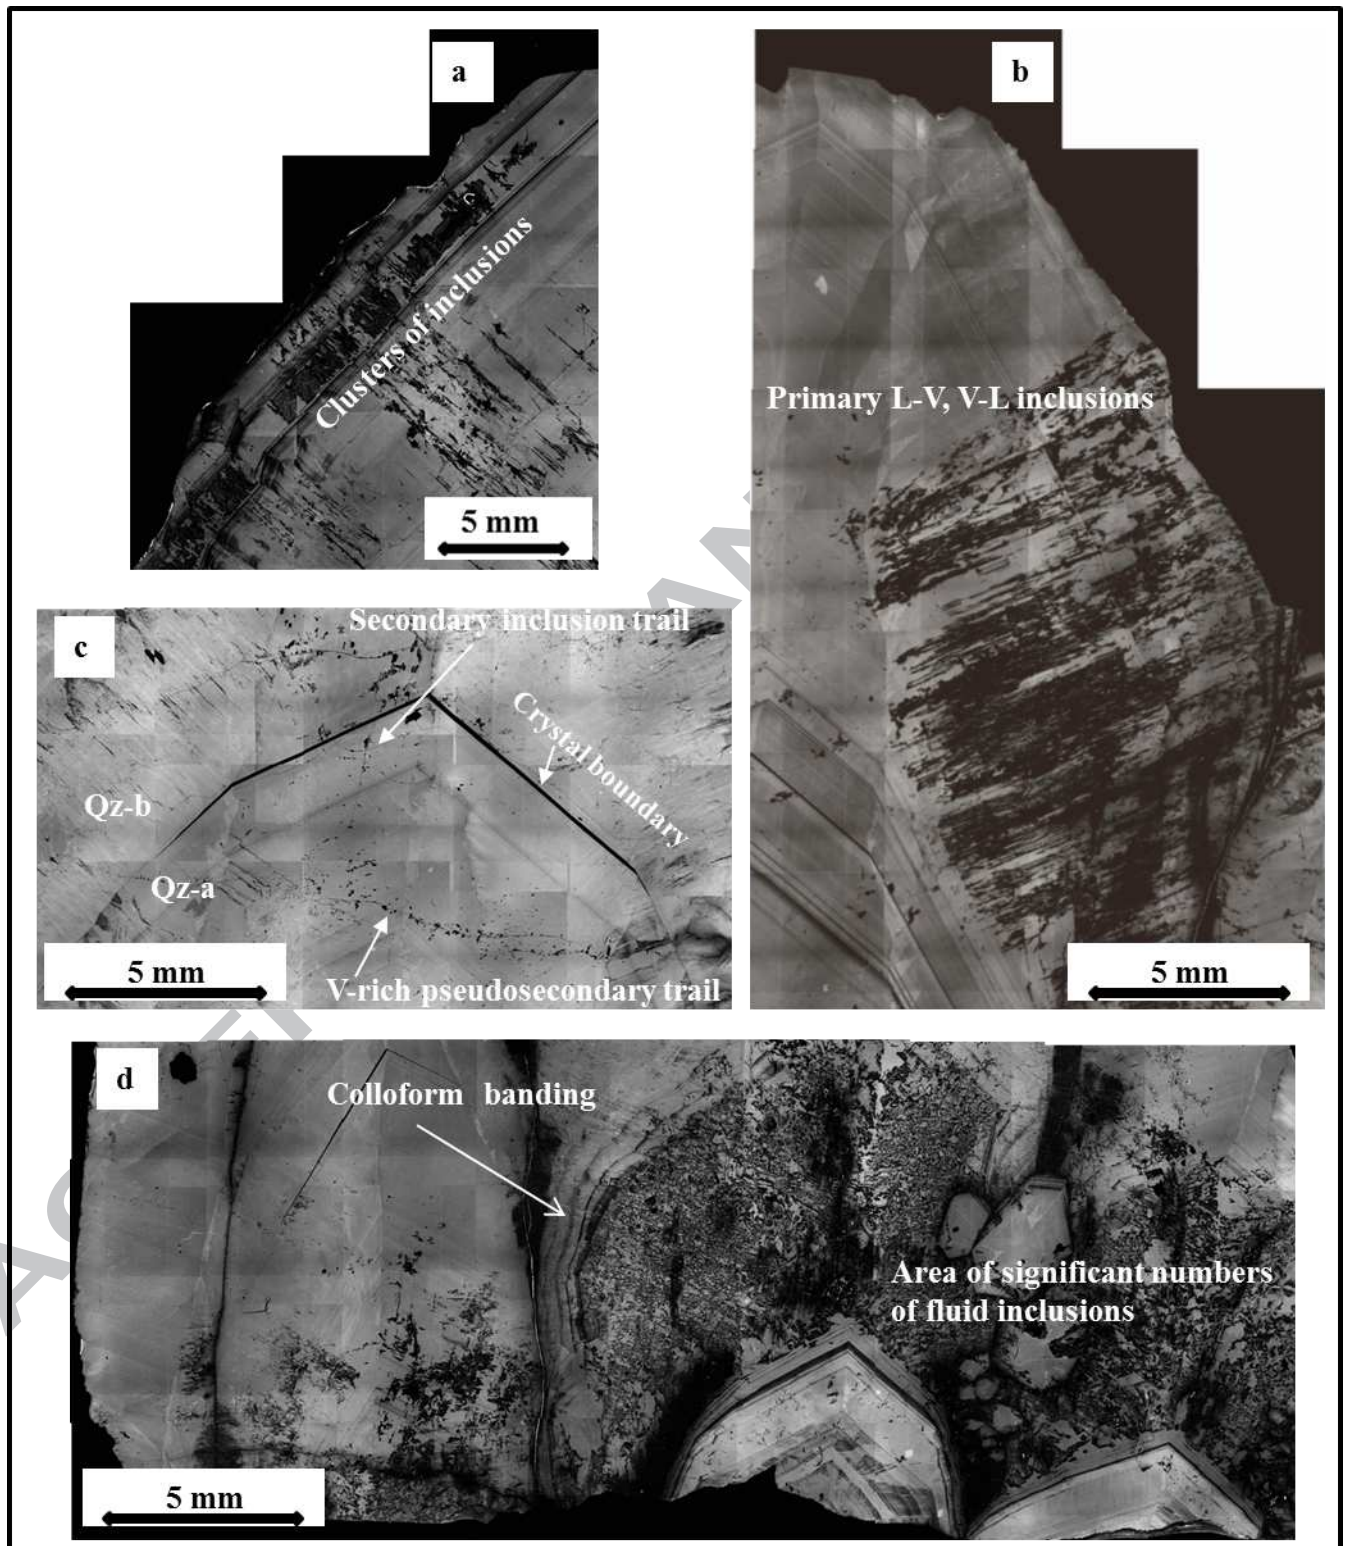 a
Clusters of inclusions
5 mm
b
Primary L-V, V-L inclusions
5 mm
c
Secondary inclusion trail
Crystal boundary
Qz-b
Qz-a
5 mm
V-rich pseudosecondary trail
d
Colloform banding
Area of significant numbers
of fluid inclusions
5 mm